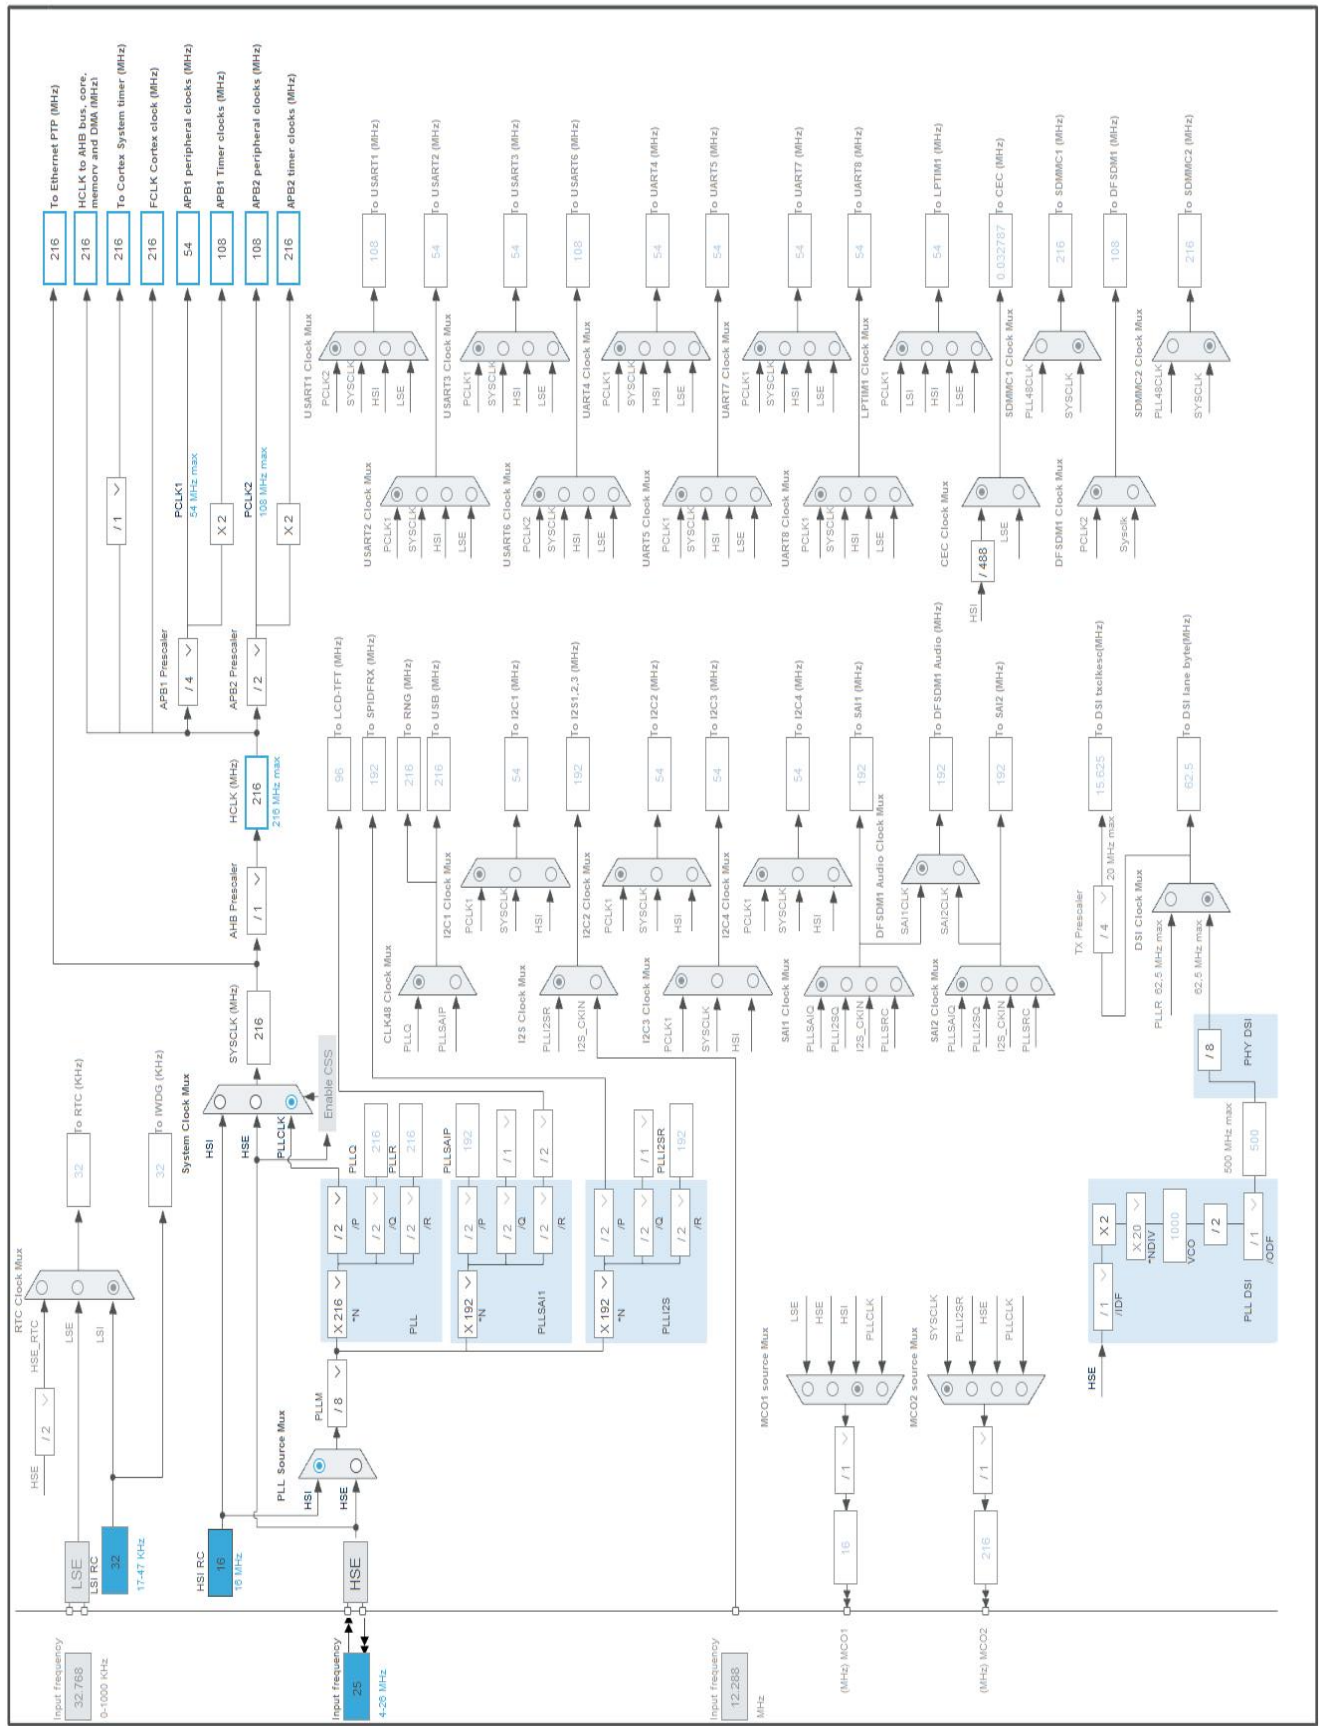 Input frequency
32.768
0-1000 KHz
LSE
LSI RC
32
17-47 KHz
HSE
/ 2
HSE_RTC
LSE
LSI
RTC Clock Mux
32
To RTC (KHz)
32
To IWDG (KHz)
HSI RC
16
16 MHz
Input frequency
25
4-26 MHz
HSE
PLL Source Mux
HSI
HSE
PLLM
/ 8
System Clock Mux
HSI
HSE
PLLCLK
Enable CSS
SYSCLK (MHz)
216
AHB Prescaler
/ 1
HCLK (MHz)
216
216 MHz max
APB1 Prescaler
/ 4
APB2 Prescaler
/ 2
/ 1
PCLK1
54 MHz max
X 2
PCLK2
108 MHz max
X 2
216
To Ethernet PTP (MHz)
216
HCLK to AHB bus, core,
memory and DMA (MHz)
216
To Cortex System timer (MHz)
216
FCLK Cortex clock (MHz)
54
APB1 peripheral clocks (MHz)
108
APB1 Timer clocks (MHz)
108
APB2 peripheral clocks (MHz)
216
APB2 timer clocks (MHz)
X 216
*N
PLL
/ 2
/P
/ 2
/Q
/ 2
/R
PLLQ
216
PLLR
216
X 192
*N
PLLSAI1
/ 2
/P
/ 2
/Q
/ 2
/R
PLLSAIP
192
/ 1
/ 2
X 192
*N
PLLI2S
/ 2
/P
/ 2
/Q
/ 2
/R
/ 1
PLLI2SR
192
96
To LCD-TFT (MHz)
192
To SPIDFRX (MHz)
216
To RNG (MHz)
216
To USB (MHz)
CLK48 Clock Mux
PLLQ
PLLSAIP
I2C1 Clock Mux
PCLK1
SYSCLK
HSI
54
To I2C1 (MHz)
I2S Clock Mux
PLLI2SR
I2S_CKIN
192
To I2S1,2,3 (MHz)
I2C2 Clock Mux
PCLK1
SYSCLK
HSI
54
To I2C2 (MHz)
I2C3 Clock Mux
PCLK1
SYSCLK
HSI
54
To I2C3 (MHz)
I2C4 Clock Mux
PCLK1
SYSCLK
HSI
54
To I2C4 (MHz)
SAI1 Clock Mux
PLLSAIQ
PLLI2SQ
I2S_CKIN
PLLSRC
192
To SAI1 (MHz)
DFSDM1 Audio Clock Mux
SAI1CLK
SAI2CLK
192
To DFSDM1 Audio (MHz)
SAI2 Clock Mux
PLLSAIQ
PLLI2SQ
I2S_CKIN
PLLSRC
192
To SAI2 (MHz)
USART1 Clock Mux
PCLK2
SYSCLK
HSI
LSE
108
To USART1 (MHz)
USART2 Clock Mux
PCLK1
SYSCLK
HSI
LSE
54
To USART2 (MHz)
USART3 Clock Mux
PCLK1
SYSCLK
HSI
LSE
54
To USART3 (MHz)
USART6 Clock Mux
PCLK2
SYSCLK
HSI
LSE
108
To USART6 (MHz)
UART4 Clock Mux
PCLK1
SYSCLK
HSI
LSE
54
To UART4 (MHz)
UART5 Clock Mux
PCLK1
SYSCLK
HSI
LSE
54
To UART5 (MHz)
UART7 Clock Mux
PCLK1
SYSCLK
HSI
LSE
54
To UART7 (MHz)
UART8 Clock Mux
PCLK1
SYSCLK
HSI
LSE
54
To UART8 (MHz)
LPTIM1 Clock Mux
PCLK1
LSI
HSI
LSE
54
To LPTIM1 (MHz)
CEC Clock Mux
HSI
/ 488
LSE
0.032787
To CEC (MHz)
SDMMC1 Clock Mux
PLL48CLK
SYSCLK
216
To SDMMC1 (MHz)
DFSDM1 Clock Mux
PCLK2
Sysclk
108
To DFSDM1 (MHz)
SDMMC2 Clock Mux
PLL48CLK
SYSCLK
216
To SDMMC2 (MHz)
Input frequency
12.288
MHz
MCO1 source Mux
LSE
HSE
HSI
PLLCLK
/ 1
16
(MHz) MCO1
MCO2 source Mux
SYSCLK
PLLI2SR
HSE
PLLCLK
/ 1
216
(MHz) MCO2
HSE
/ 1
/IDF
X 2
X 20
*NDIV
1000
VCO
/ 2
/ 1
/ODF
PLL DSI
500 MHz max
500
/ 8
PHY DSI
DSI Clock Mux
PLLR 62.5 MHz max
62.5 MHz max
TX Prescaler
/ 4
20 MHz max
15.625
To DSI txclkesc(MHz)
62.5
To DSI lane byte(MHz)